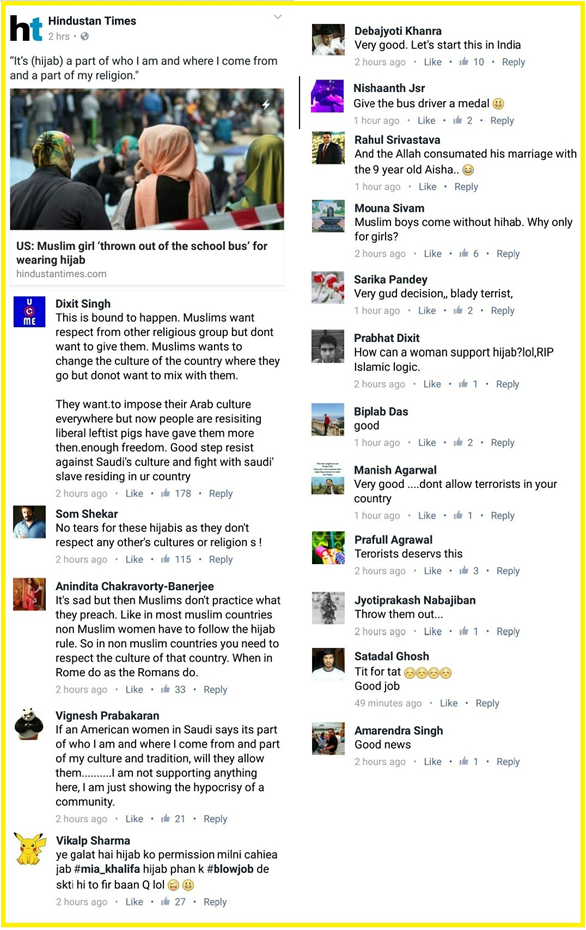 ht Hindustan Times
2 hrs •
“It's (hijab) a part of who I am and where I come from
and a part of my religion."
US: Muslim girl ‘thrown out of the school bus’ for
wearing hijab
hindustantimes.com
U
C
ME
Dixit Singh
This is bound to happen. Muslims want
respect from other religious group but dont
want to give them. Muslims wants to
change the culture of the country where they
go but donot want to mix with them.
They want.to impose their Arab culture
everywhere but now people are resisiting
liberal leftist pigs have gave them more
then.enough freedom. Good step resist
against Saudi's culture and fight with saudi'
slave residing in ur country
2 hours ago • Like • 178 • Reply
Som Shekar
No tears for these hijabis as they don't
respect any other's cultures or religion s !
2 hours ago • Like • 115 • Reply
Anindita Chakravorty-Banerjee
It's sad but then Muslims don't practice what
they preach. Like in most muslim countries
non Muslim women have to follow the hijab
rule. So in non muslim countries you need to
respect the culture of that country. When in
Rome do as the Romans do.
2 hours ago • Like • 33 • Reply
Vignesh Prabakaran
If an American women in Saudi says its part
of who I am and where I come from and part
of my culture and tradition, will they allow
them..........I am not supporting anything
here, I am just showing the hypocrisy of a
community.
2 hours ago • Like • 21 • Reply
Vikalp Sharma
ye galat hai hijab ko permission milni cahiea
jab #mia_khalifa hijab phan k #blowjob de
skti hi to fir baan Q lol 😜 😃
2 hours ago • Like • 27 • Reply
Debajyoti Khanra
Very good. Let's start this in India
2 hours ago • Like • 10 • Reply
Nishaanth Jsr
Give the bus driver a medal 😃
1 hour ago • Like • 2 • Reply
Rahul Srivastava
And the Allah consumated his marriage with
the 9 year old Aisha.. 😂
1 hour ago • Like • Reply
Mouna Sivam
Muslim boys come without hihab. Why only
for girls?
2 hours ago • Like • 6 • Reply
Sarika Pandey
Very gud decision,, blady terrist,
1 hour ago • Like • 2 • Reply
Prabhat Dixit
How can a woman support hijab?lol,RIP
Islamic logic.
2 hours ago • Like • 1 • Reply
Biplab Das
good
1 hour ago • Like • 2 • Reply
Manish Agarwal
Very good ....dont allow terrorists in your
country
1 hour ago • Like • 1 • Reply
Prafull Agrawal
Terorists deservs this
2 hours ago • Like • 3 • Reply
Jyotiprakash Nabajiban
Throw them out...
2 hours ago • Like • 1 • Reply
Satadal Ghosh
Tit for tat 😊😊😊😊
Good job
49 minutes ago • Like • Reply
Amarendra Singh
Good news
2 hours ago • Like • 1 • Reply